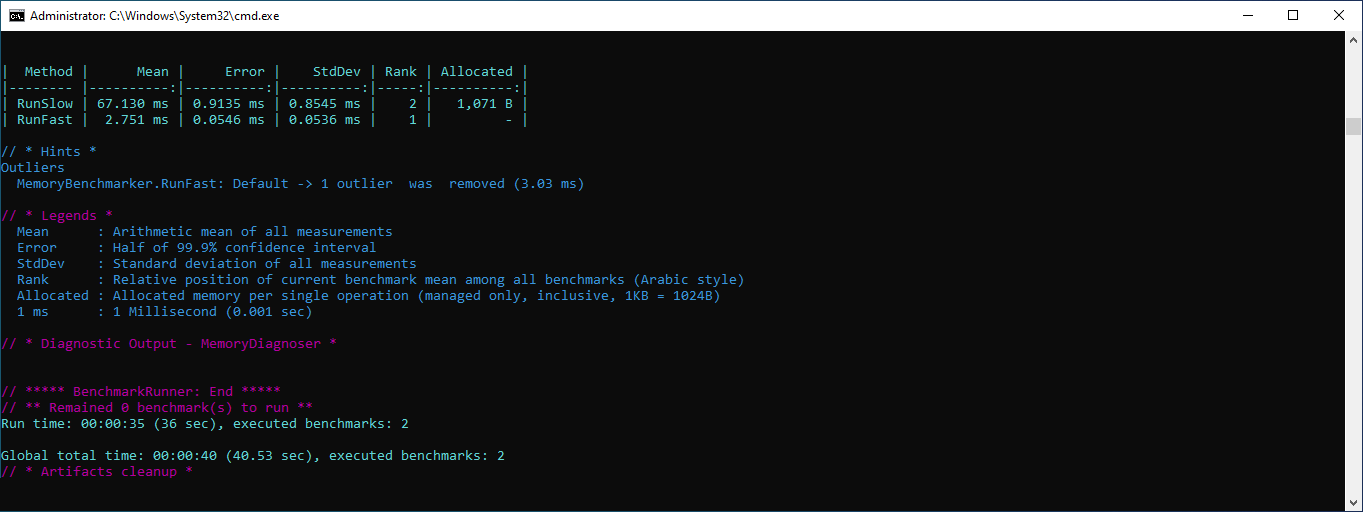 Administrator: C:\Windows\System32\cmd.exe
|  Method |      Mean |     Error |    StdDev | Rank | Allocated |
|-------- |----------:|----------:|----------:|-----:|----------:|
| RunSlow | 67.130 ms | 0.9135 ms | 0.8545 ms |    2 |   1,071 B |
| RunFast |  2.751 ms | 0.0546 ms | 0.0536 ms |    1 |         - |
// * Hints *
Outliers
  MemoryBenchmarker.RunFast: Default -> 1 outlier  was  removed (3.03 ms)
// * Legends *
  Mean      : Arithmetic mean of all measurements
  Error     : Half of 99.9% confidence interval
  StdDev    : Standard deviation of all measurements
  Rank      : Relative position of current benchmark mean among all benchmarks (Arabic style)
  Allocated : Allocated memory per single operation (managed only, inclusive, 1KB = 1024B)
  1 ms      : 1 Millisecond (0.001 sec)
// * Diagnostic Output - MemoryDiagnoser *
// ***** BenchmarkRunner: End *****
// ** Remained 0 benchmark(s) to run **
Run time: 00:00:35 (36 sec), executed benchmarks: 2
Global total time: 00:00:40 (40.53 sec), executed benchmarks: 2
// * Artifacts cleanup *